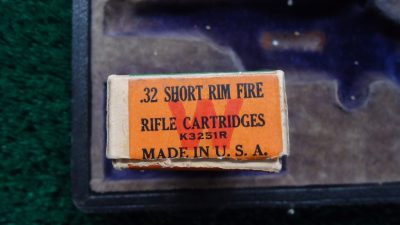 .32 SHORT RIM FIRE
W
RIFLE CARTRIDGES
K3251R
MADE IN U. S. A.